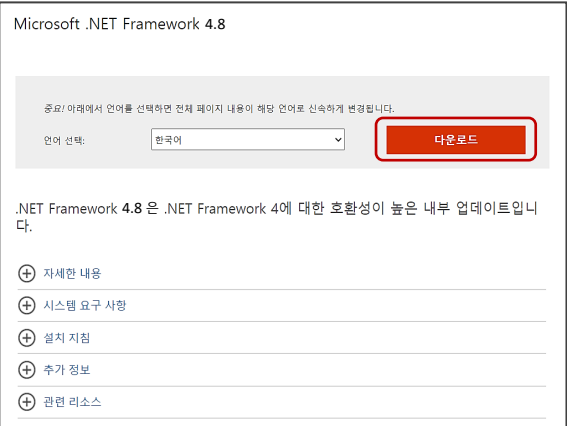 Microsoft .NET Framework 4.8
중요! 아래에서 언어를 선택하면 전체 페이지 내용이 해당 언어로 신속하게 변경됩니다.
언어 선택:
한국어
다운로드
.NET Framework 4.8 은 .NET Framework 4에 대한 호환성이 높은 내부 업데이트입니
다.
자세한 내용
시스템 요구 사항
설치 지침
추가 정보
관련 리소스